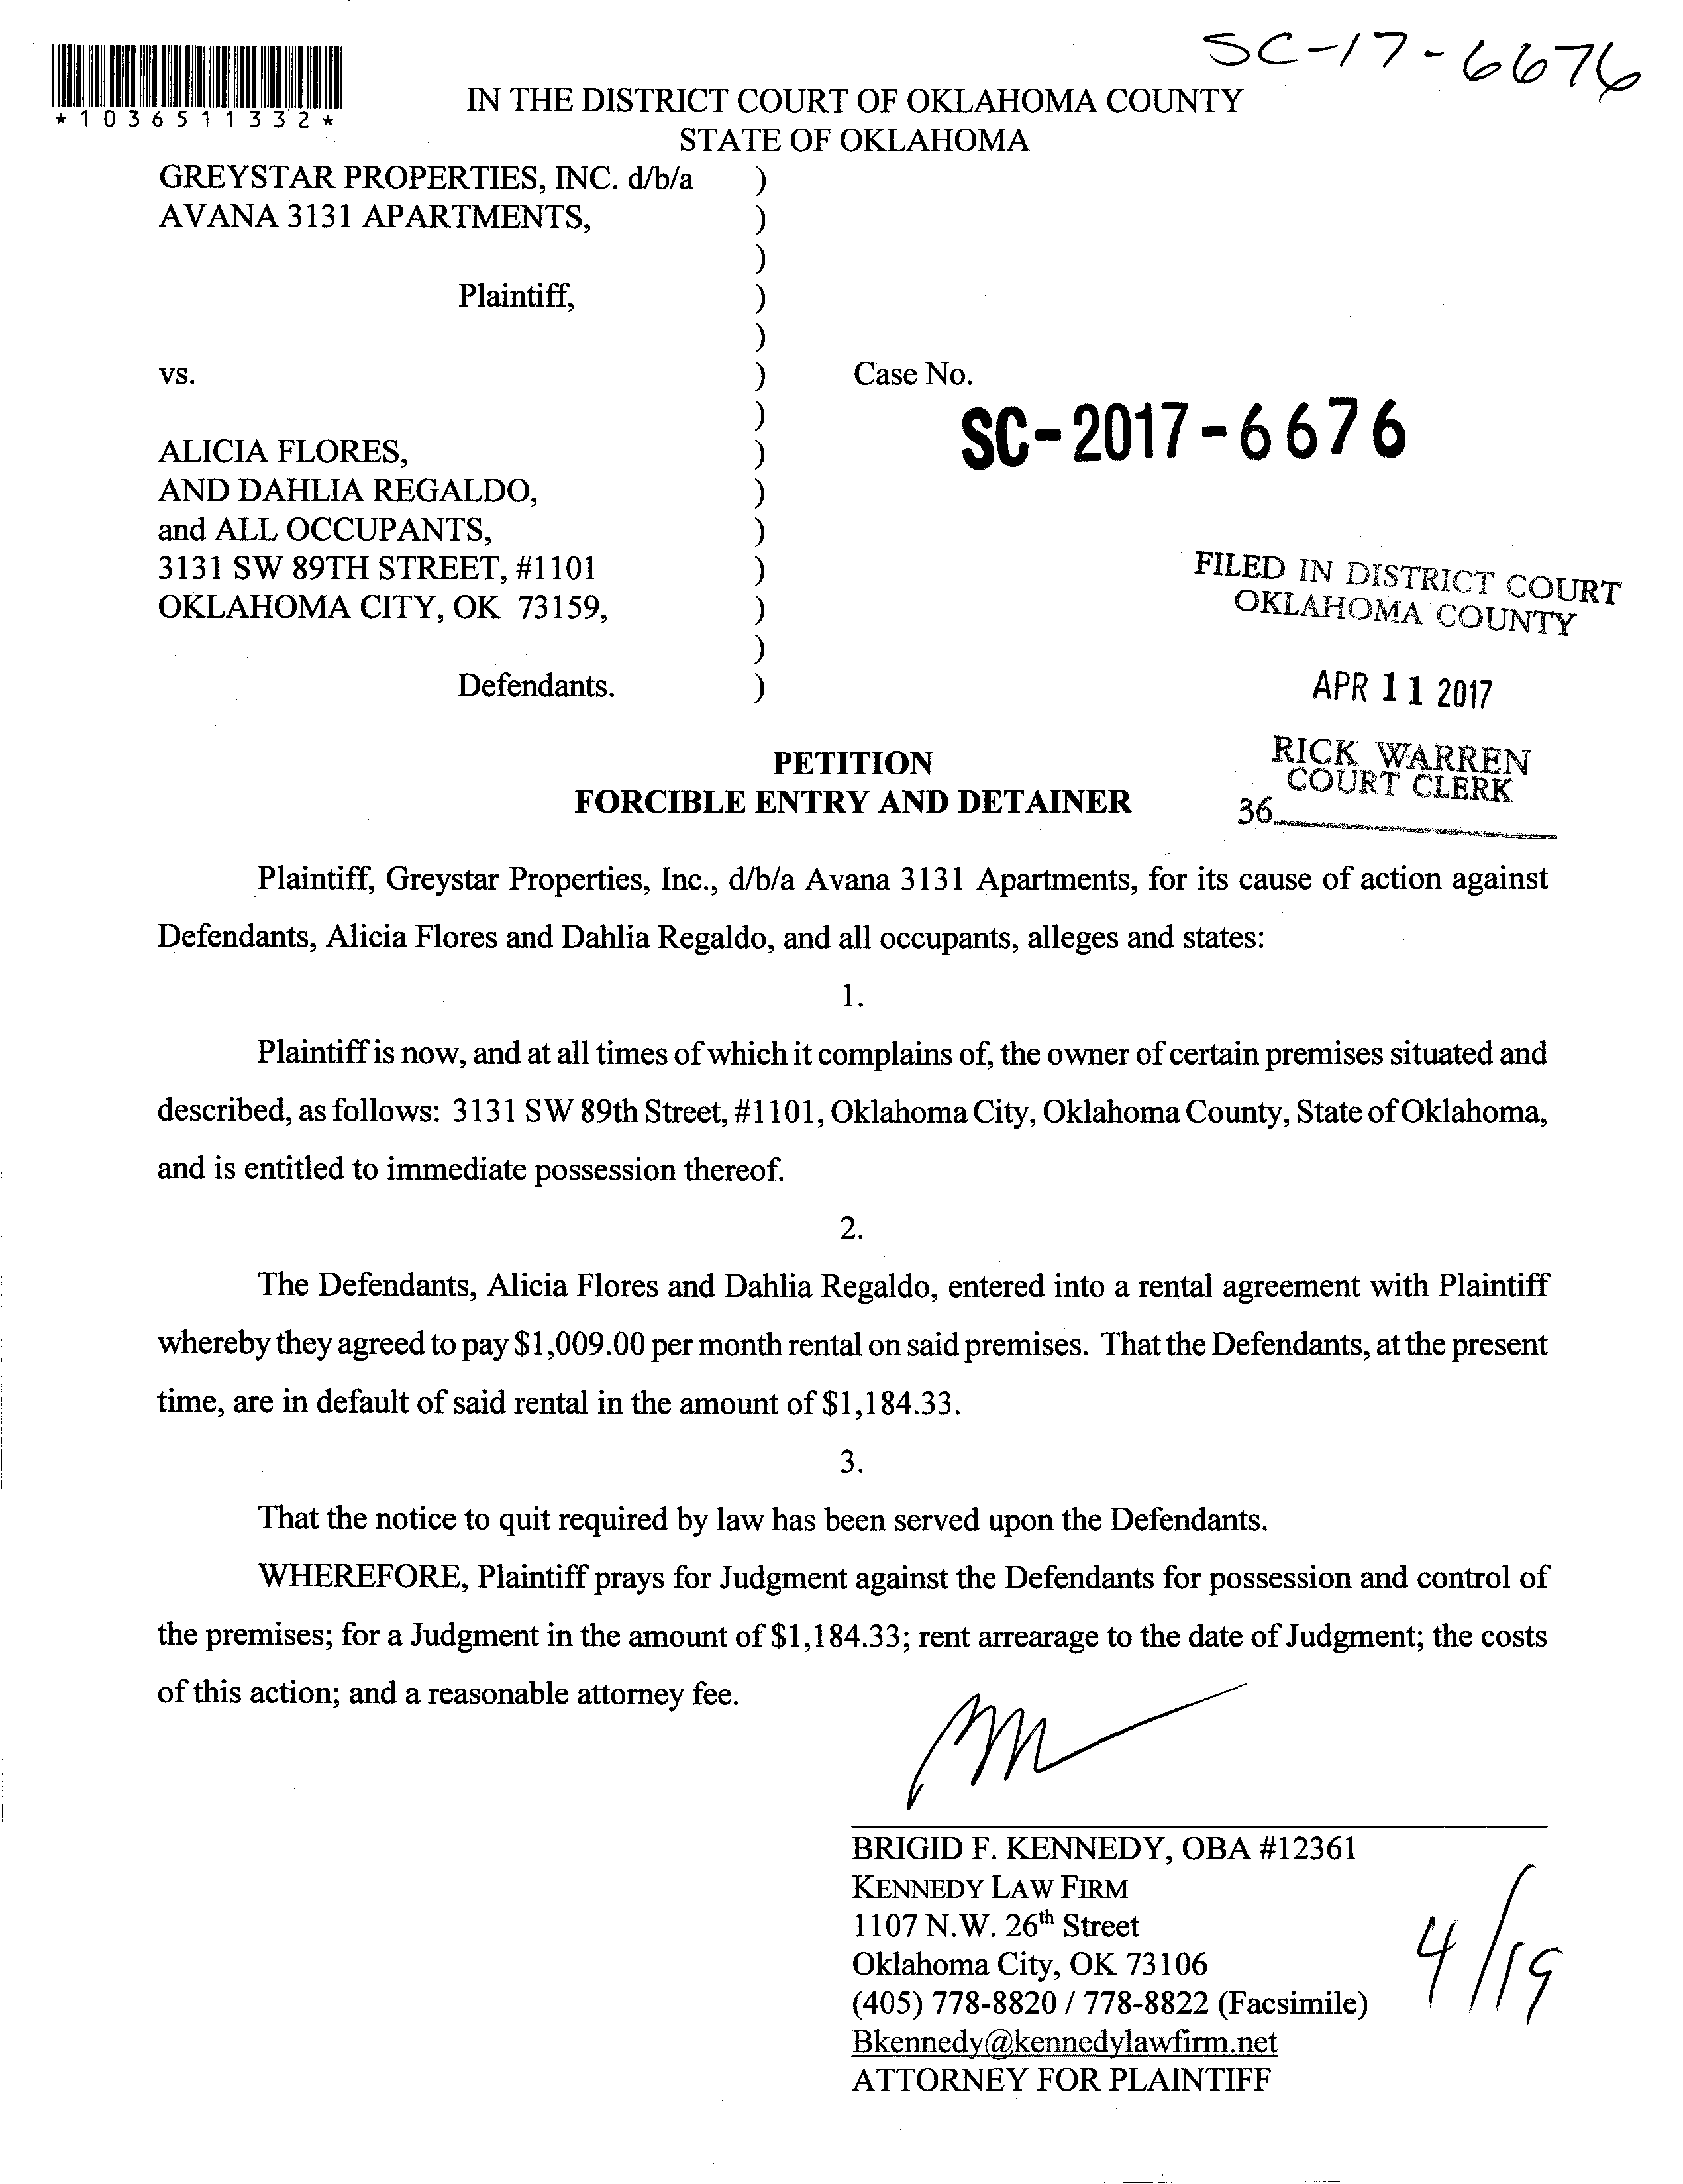 SC-17-6676
*1036511332*
IN THE DISTRICT COURT OF OKLAHOMA COUNTY
STATE OF OKLAHOMA
GREYSTAR PROPERTIES, INC. d/b/a )
AVANA 3131 APARTMENTS, )
)
Plaintiff, )
)
vs. ) Case No.
) SC-2017-6676
ALICIA FLORES, )
AND DAHLIA REGALDO, )
and ALL OCCUPANTS, )
3131 SW 89TH STREET, #1101 )
OKLAHOMA CITY, OK 73159, )
)
Defendants. )
FILED IN DISTRICT COURT
OKLAHOMA COUNTY
APR 11 2017
RICK WARREN
COURT CLERK
36
PETITION
FORCIBLE ENTRY AND DETAINER
Plaintiff, Greystar Properties, Inc., d/b/a Avana 3131 Apartments, for its cause of action against
Defendants, Alicia Flores and Dahlia Regaldo, and all occupants, alleges and states:
1.
Plaintiff is now, and at all times of which it complains of, the owner of certain premises situated and
described, as follows: 3131 SW 89th Street, #1101, Oklahoma City, Oklahoma County, State of Oklahoma,
and is entitled to immediate possession thereof.
2.
The Defendants, Alicia Flores and Dahlia Regaldo, entered into a rental agreement with Plaintiff
whereby they agreed to pay $1,009.00 per month rental on said premises. That the Defendants, at the present
time, are in default of said rental in the amount of $1,184.33.
3.
That the notice to quit required by law has been served upon the Defendants.
WHEREFORE, Plaintiff prays for Judgment against the Defendants for possession and control of
the premises; for a Judgment in the amount of $1,184.33; rent arrearage to the date of Judgment; the costs
of this action; and a reasonable attorney fee.
BRIGID F. KENNEDY, OBA #12361
KENNEDY LAW FIRM
1107 N.W. 26th Street
Oklahoma City, OK 73106
(405) 778-8820 / 778-8822 (Facsimile)
Bkennedy@kennedylawfirm.net
ATTORNEY FOR PLAINTIFF
4/19